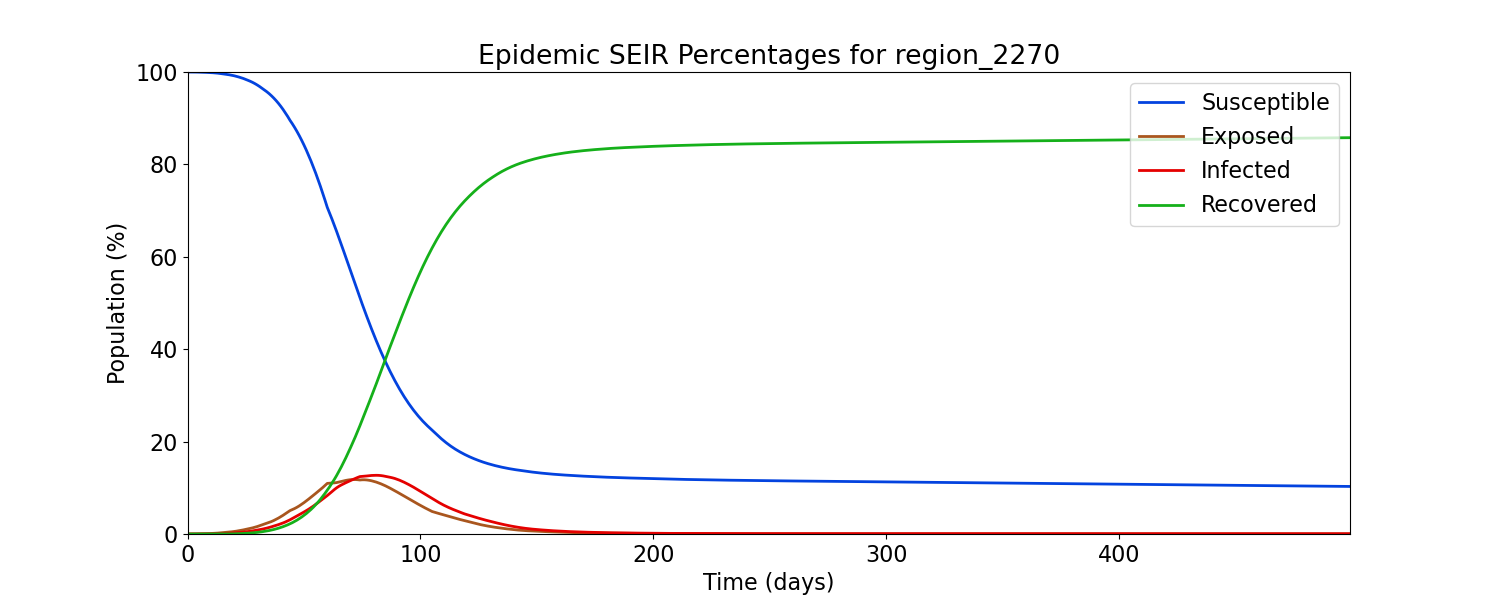 Epidemic SEIR Percentages for region_2270
Population (%)
100
80
60
40
20
0
Susceptible
Exposed
Infected
Recovered
0 100 200 300 400
Time (days)